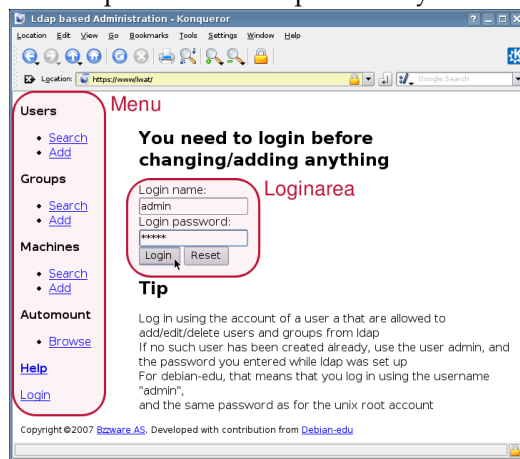 Ldap based Administration - Konqueror
Location Edit View Go Bookmarks Tools Settings Window Help
Location: https://www/lwat/
Google Search
Menu
Users
Search
Add
Groups
Search
Add
Machines
Search
Add
Automount
Browse
Help
Login
You need to login before
changing/adding anything
Loginarea
Login name:
admin
Login password:
*****
Login Reset
Tip
Log in using the account of a user a that are allowed to
add/edit/delete users and groups from ldap
If no such user has been created already, use the user admin, and
the password you entered while ldap was set up
For debian-edu, that means that you log in using the username
"admin",
and the same password as for the unix root account
Copyright ©2007 Bzzware AS. Developed with contribution from Debian-edu